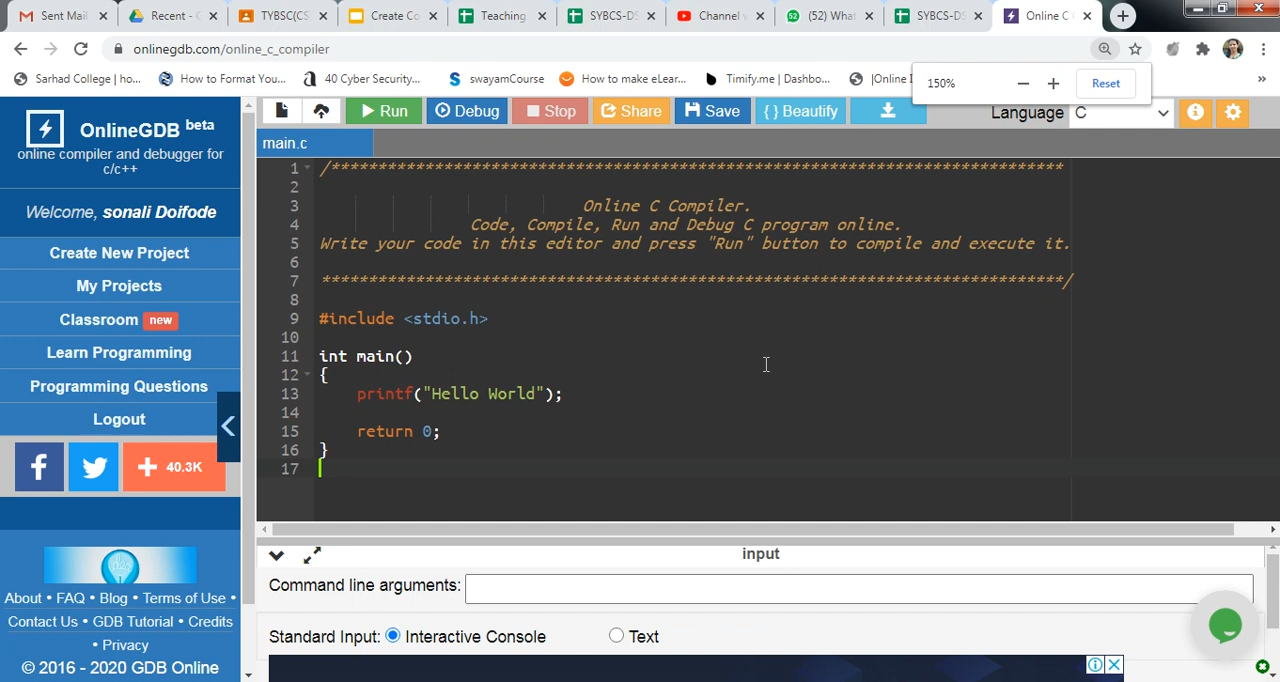 Sent Mail
Recent -
TYBSC(CS
Create Co
Teaching
SYBCS-DS
Channel
(52) Wha
SYBCS-DS
Online C
onlinegdb.com/online_c_compiler
Sarhad College | ho...
How to Format You...
40 Cyber Security...
swayamCourse
How to make eLear...
Timify.me | Dashbo...
|Online
»
150%
Reset
OnlineGDB beta
online compiler and debugger for
c/c++
Welcome, sonali Doifode
Create New Project
My Projects
Classroom new
Learn Programming
Programming Questions
Logout
40.3K
About • FAQ • Blog • Terms of Use •
Contact Us • GDB Tutorial • Credits
• Privacy
© 2016 - 2020 GDB Online
Run
Debug
Stop
Share
Save
{ } Beautify
Language C
main.c
1 /******************************************************************************
2
3 Online C Compiler.
4 Code, Compile, Run and Debug C program online.
5 Write your code in this editor and press "Run" button to compile and execute it.
6
7 *******************************************************************************/
8
9 #include <stdio.h>
10
11 int main()
12 {
13 printf("Hello World");
14
15 return 0;
16 }
17
input
Command line arguments:
Standard Input: Interactive Console Text